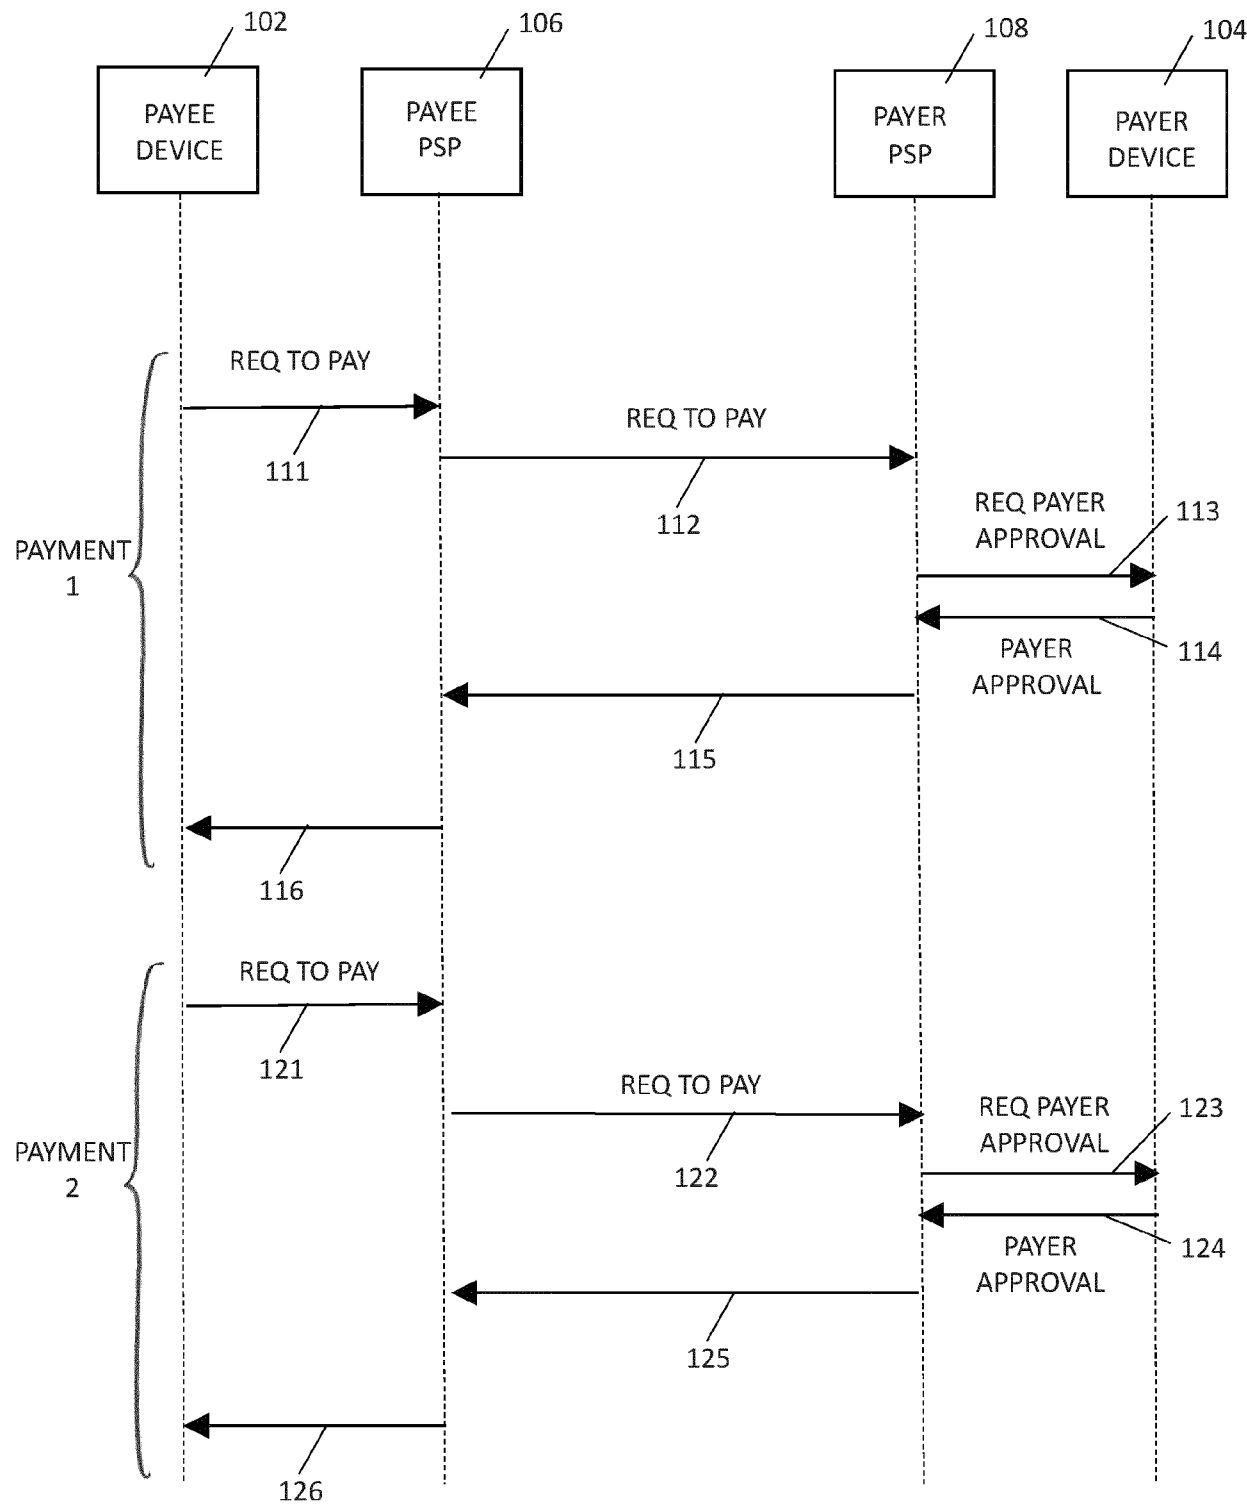 102
106
108
104
PAYEE
DEVICE
PAYEE
PSP
PAYER
PSP
PAYER
DEVICE
REQ TO PAY
111
REQ TO PAY
112
REQ PAYER
APPROVAL
113
PAYMENT
1
PAYER
APPROVAL
114
115
116
REQ TO PAY
121
REQ TO PAY
122
REQ PAYER
APPROVAL
123
PAYMENT
2
PAYER
APPROVAL
124
125
126